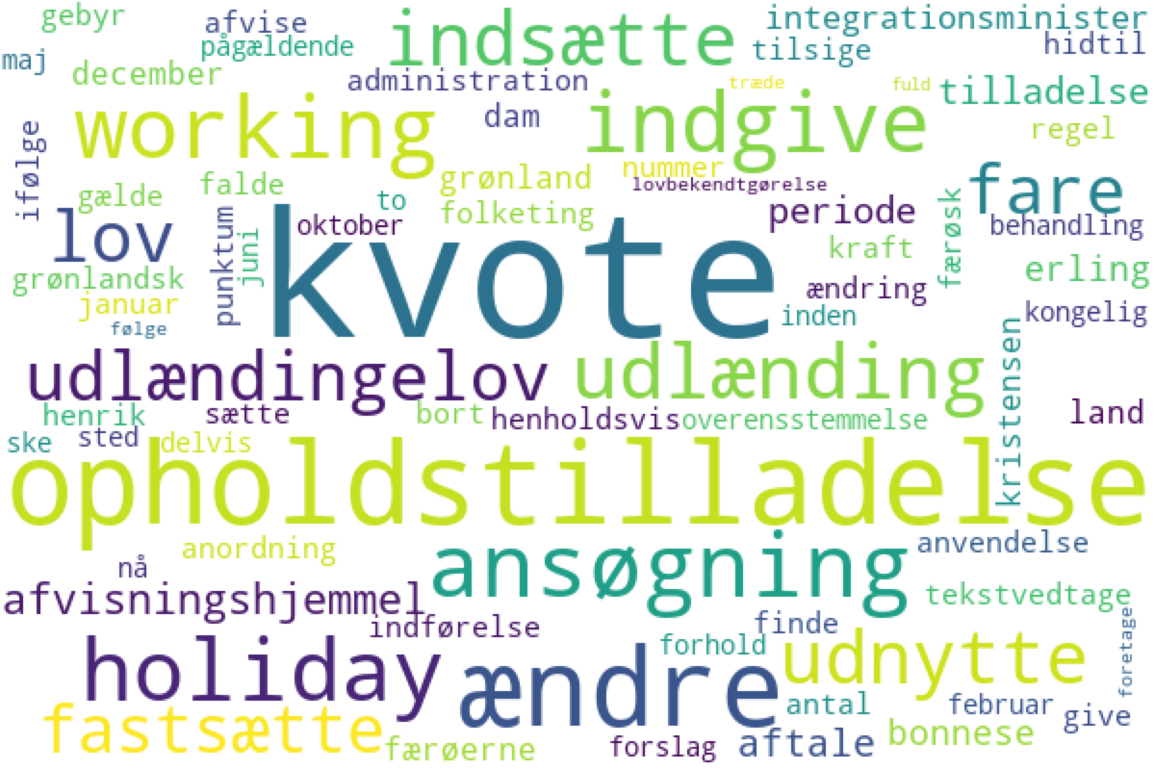 gebyr
afvise
indsætte
integrationsminister
maj
pågældende
tilsige
hidtil
december
administration
træde
fuld
tilladelse
working
dam
indgive
regel
ifølge
gælde
falde
grønland
nummer
lovbekendtgørelse
fare
to
oktober
folketing
periode
færøsk
behandling
lov
punktum
juni
kvote
kraft
erling
grønlandsk
januar
ændring
følge
inden
kongelig
udlændingelov
udlænding
kristensen
henrik
sætte
bort
henholdsvis
overensstemmelse
land
ske
sted
delvis
opholdstilladelse
anordning
ansøgning
anvendelse
nå
afvisningshjemmel
tekstvedtage
indførelse
finde
foretage
holiday
ændre
forhold
udnytte
fastsætte
antal
februar
give
færøerne
forslag
aftale
bonnese